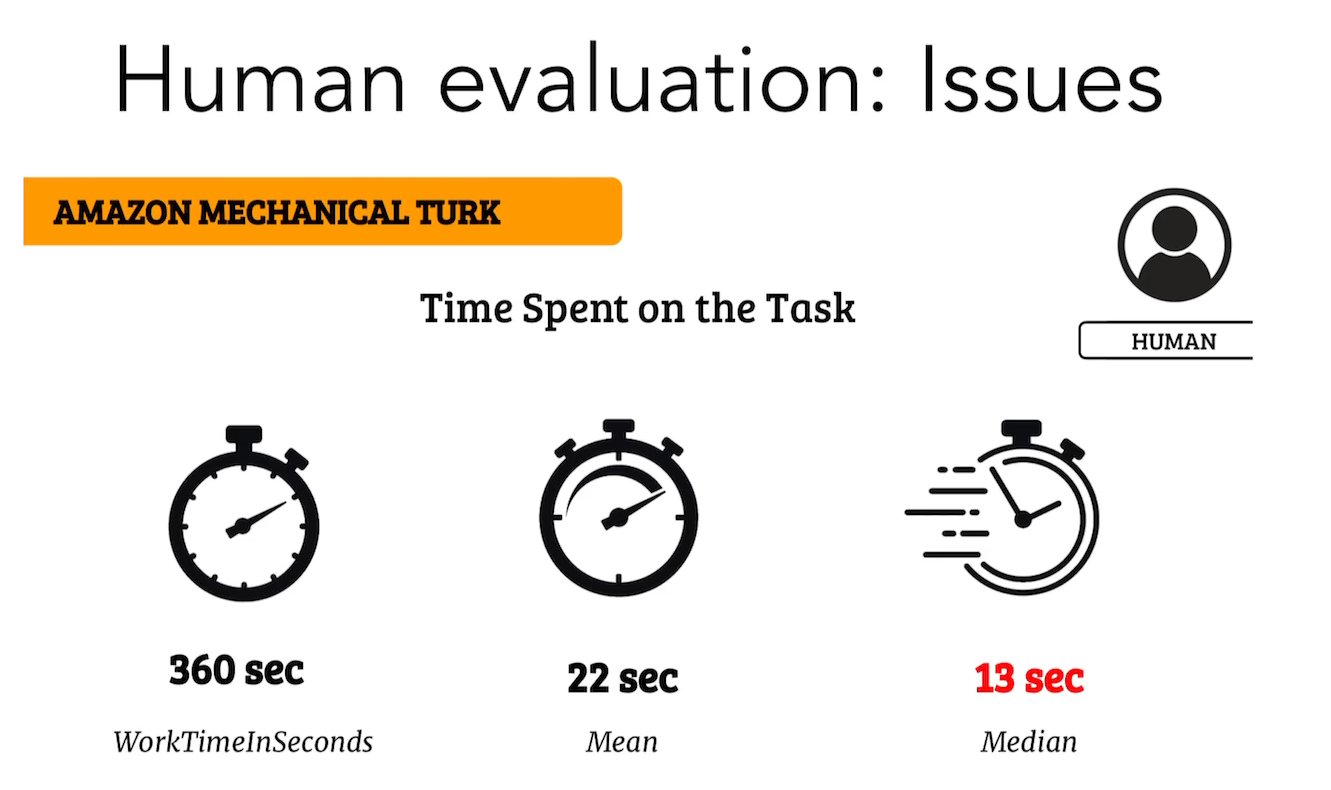 Human evaluation: Issues
AMAZON MECHANICAL TURK
Time Spent on the Task
HUMAN
360 sec
22 sec
13 sec
WorkTimeInSeconds
Mean
Median